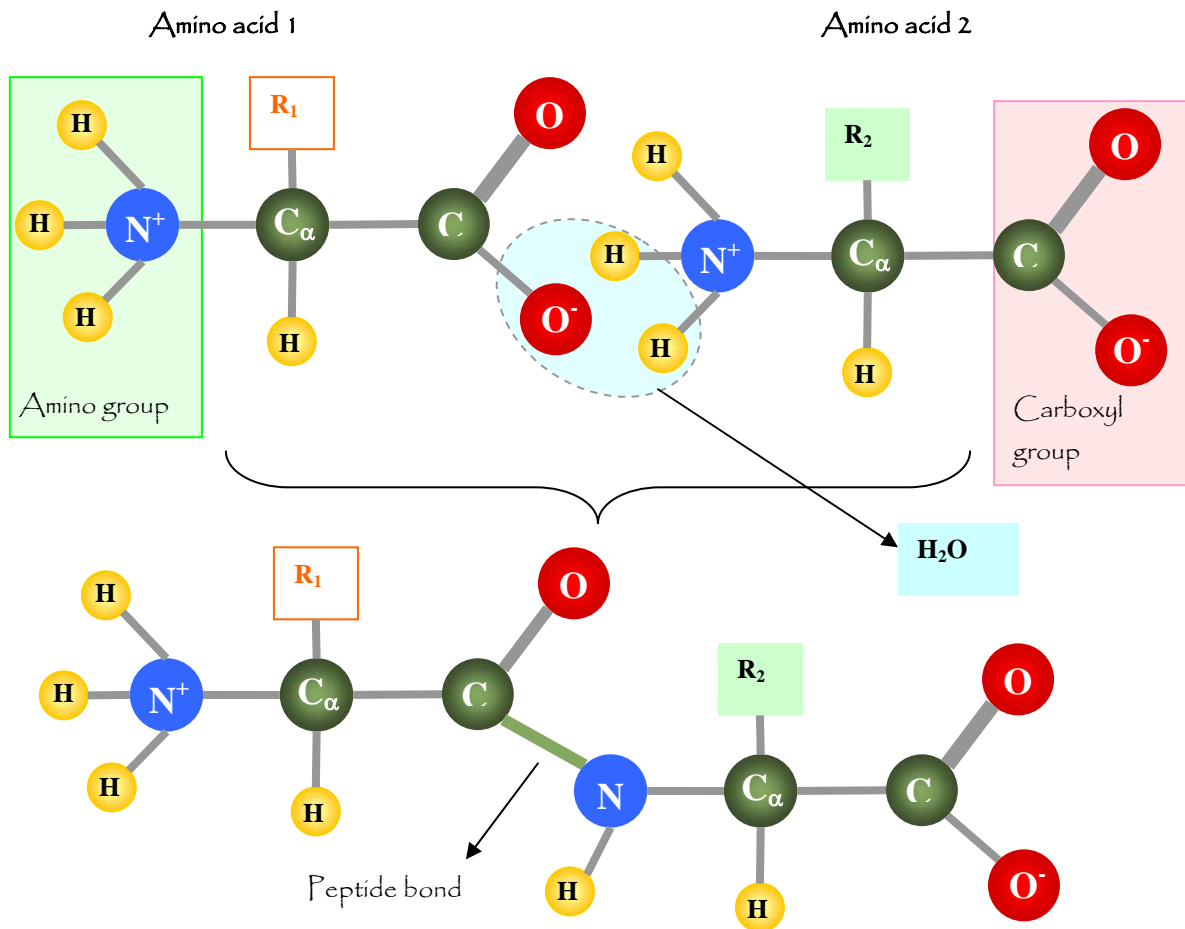 Amino acid 1
Amino acid 2
H
R₁
O
H
R₂
O
H
N⁺
Cα
C
H
N⁺
Cα
C
H
H
O⁻
H
H
O⁻
Amino group
Carboxyl
group
H₂O
H
R₁
O
H
N⁺
Cα
C
R₂
O
H
H
N
Cα
C
Peptide bond
H
H
O⁻